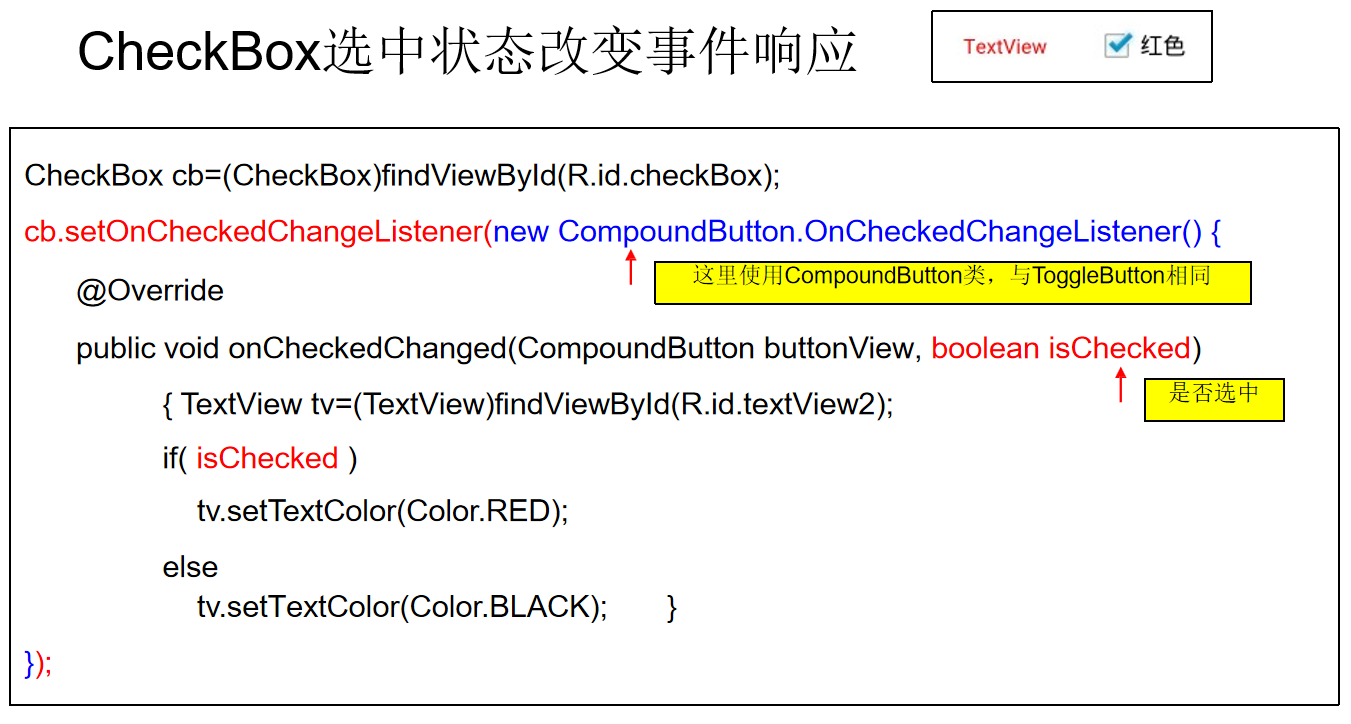 CheckBox选中状态改变事件响应
TextView 红色
CheckBox cb=(CheckBox)findViewById(R.id.checkBox);
cb.setOnCheckedChangeListener(new CompoundButton.OnCheckedChangeListener() {
这里使用CompoundButton类，与ToggleButton相同
@Override
public void onCheckedChanged(CompoundButton buttonView, boolean isChecked)
是否选中
{ TextView tv=(TextView)findViewById(R.id.textView2);
if( isChecked )
tv.setTextColor(Color.RED);
else
tv.setTextColor(Color.BLACK); }
});